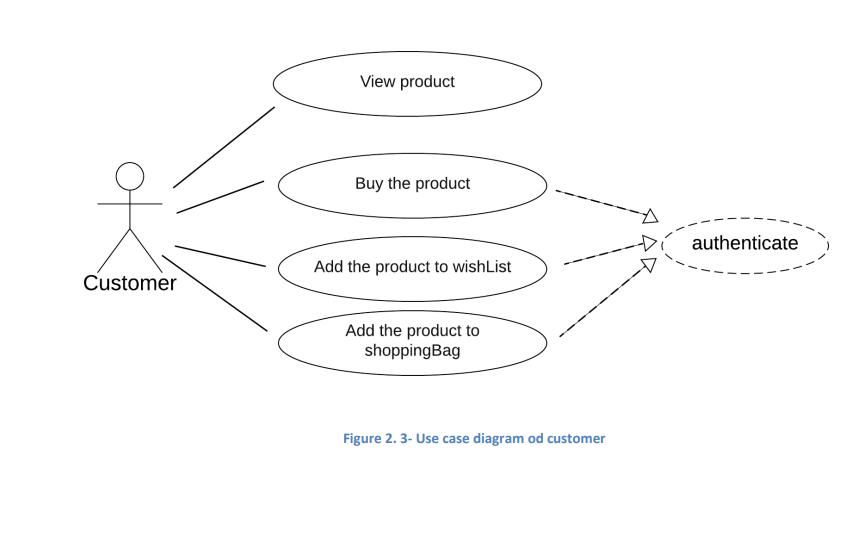 View product
Buy the product
authenticate
Add the product to wishList
Customer
Add the product to
shoppingBag
Figure 2. 3- Use case diagram od customer